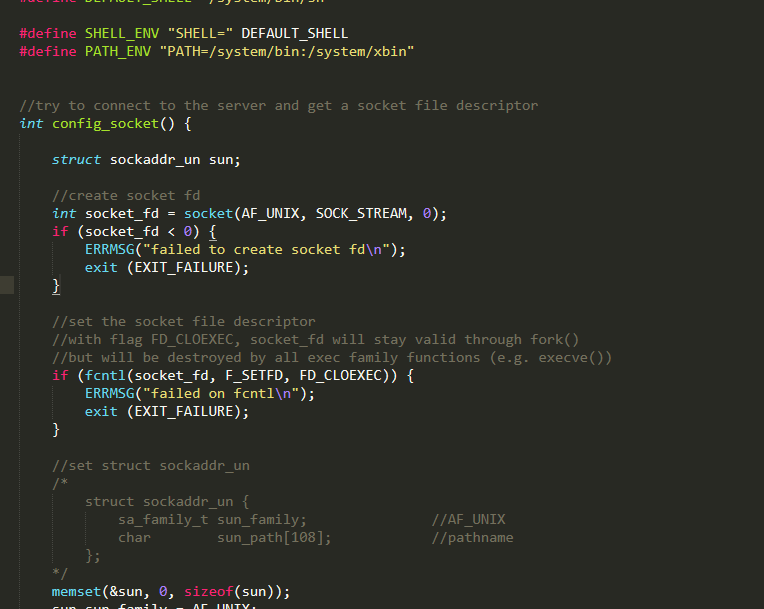 #define DEFAULT_SHELL "/system/bin/sh"
#define SHELL_ENV "SHELL=" DEFAULT_SHELL
#define PATH_ENV "PATH=/system/bin:/system/xbin"
//try to connect to the server and get a socket file descriptor
int config_socket() {
struct sockaddr_un sun;
//create socket fd
int socket_fd = socket(AF_UNIX, SOCK_STREAM, 0);
if (socket_fd < 0) {
ERRMSG("failed to create socket fd\n");
exit (EXIT_FAILURE);
}
//set the socket file descriptor
//with flag FD_CLOEXEC, socket_fd will stay valid through fork()
//but will be destroyed by all exec family functions (e.g. execve())
if (fcntl(socket_fd, F_SETFD, FD_CLOEXEC)) {
ERRMSG("failed on fcntl\n");
exit (EXIT_FAILURE);
}
//set struct sockaddr_un
/*
struct sockaddr_un {
sa_family_t sun_family; //AF_UNIX
char sun_path[108]; //pathname
};
*/
memset(&sun, 0, sizeof(sun));
sun.sun_family = AF_UNIX;